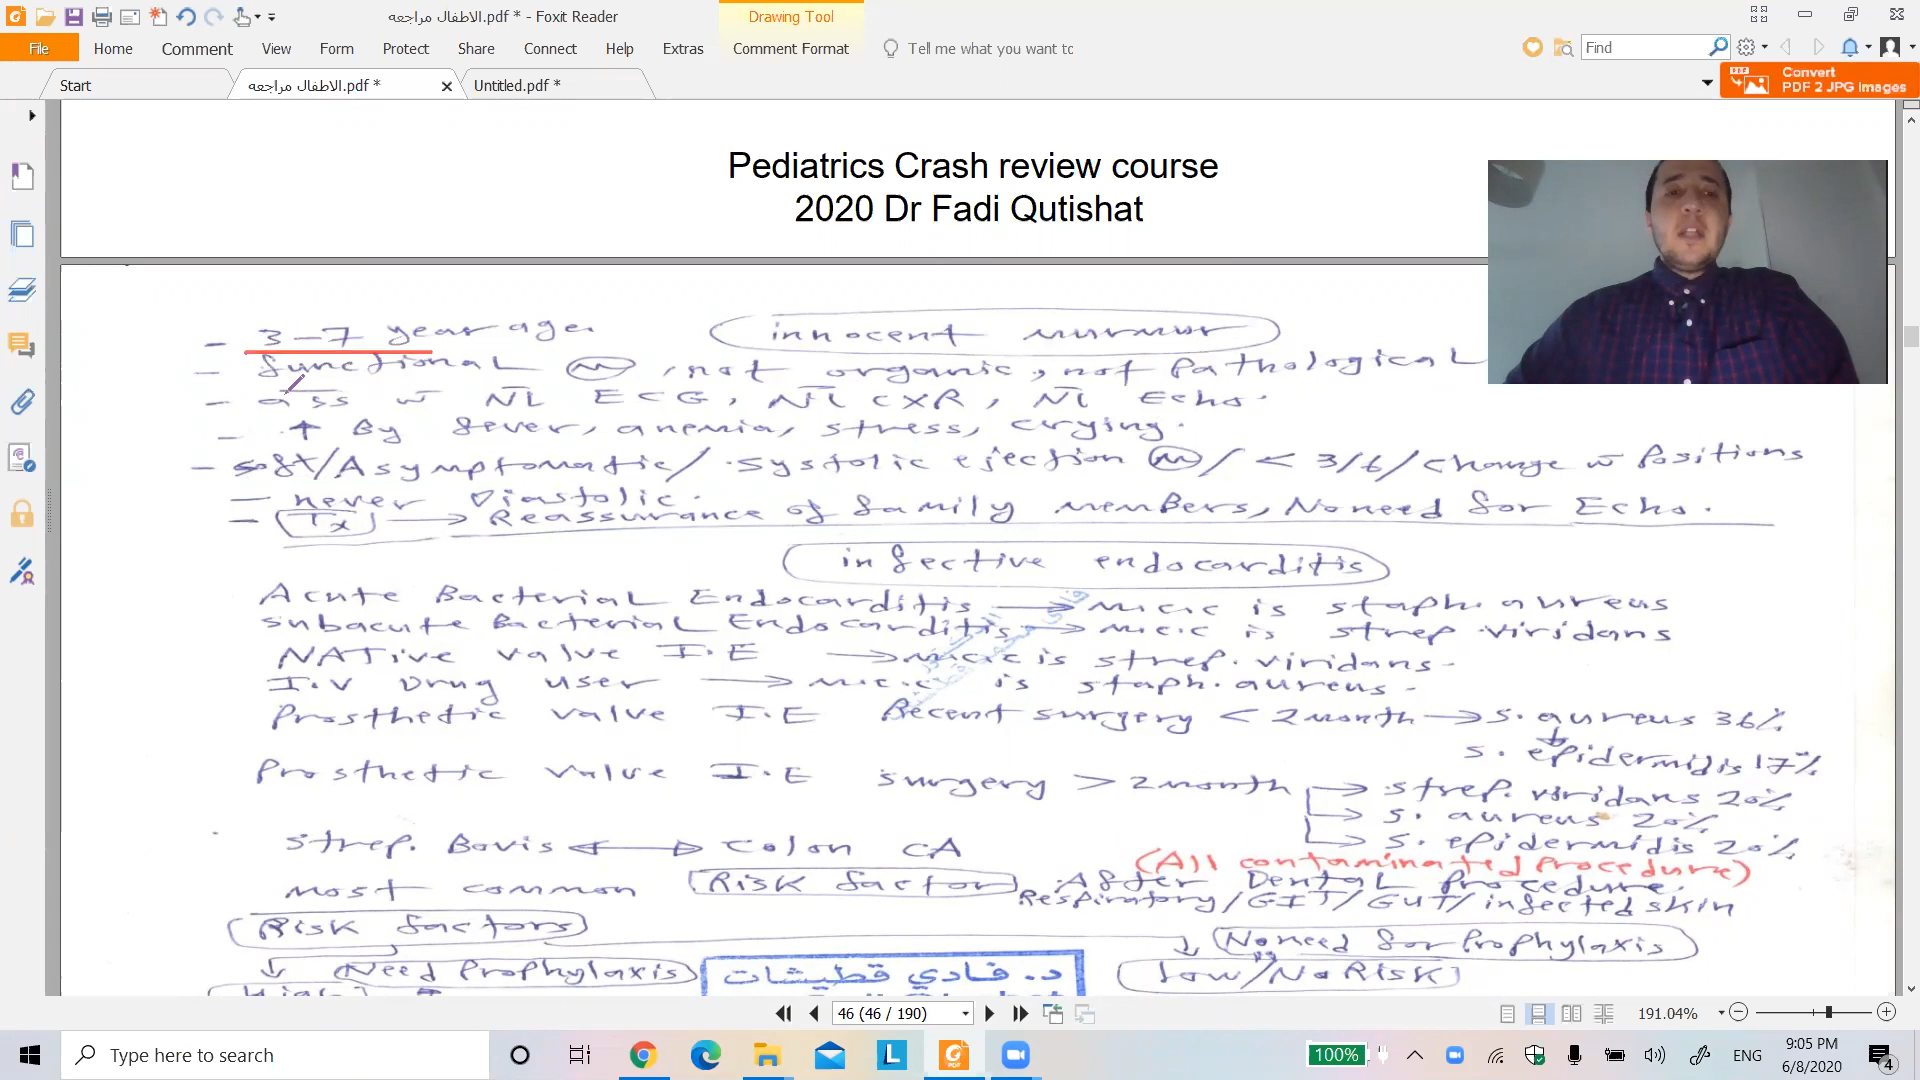 الاطفال مراجعه.pdf * - Foxit Reader
Drawing Tool
File Home Comment View Form Protect Share Connect Help Extras Comment Format Tell me what you want to Find
Start الاطفال مراجعه.pdf * Untitled.pdf *
Convert
PDF 2 JPG Images
Pediatrics Crash review course
2020 Dr Fadi Qutishat
innocent murmur
- 3-7 year age.
- functional M, not organic, not Pathological
- ass w NL ECG, NL CXR, NL Echo.
- ↑ By fever, anemia, stress, crying.
- soft/Asymptomatic/systolic ejection M/ < 3/6/change w Positions
- never Diastolic.
- Tx → Reassurance of family members, No need for Echo.
infective endocarditis
Acute Bacterial Endocarditis → M.C.C is staph. aureus
subacute Bacterial Endocarditis → M.C.C is strep. viridans
NATive valve I.E → M.C.C is strep. viridans.
I.V Drug user → M.C.C is staph. aureus.
Prosthetic valve I.E Recent surgery < 2 month → s. aureus 36%
s. epidermidis 17%
Prosthetic valve I.E surgery > 2 month → strep. viridans 20%
→ s. aureus 20%
→ s. epidermidis 20%
strep. Bovis ↔ colon CA
(All contaminated Procedure)
most common Risk factor After Dental Procedure.
Respiratory/GIT/GUT/infected skin
Risk factors
No need for Prophylaxis
Need Prophylaxis
low/No RISK
د. فادي قطيشات
46 (46 / 190)
191.04%
Type here to search
100%
ENG
9:05 PM
6/8/2020
4